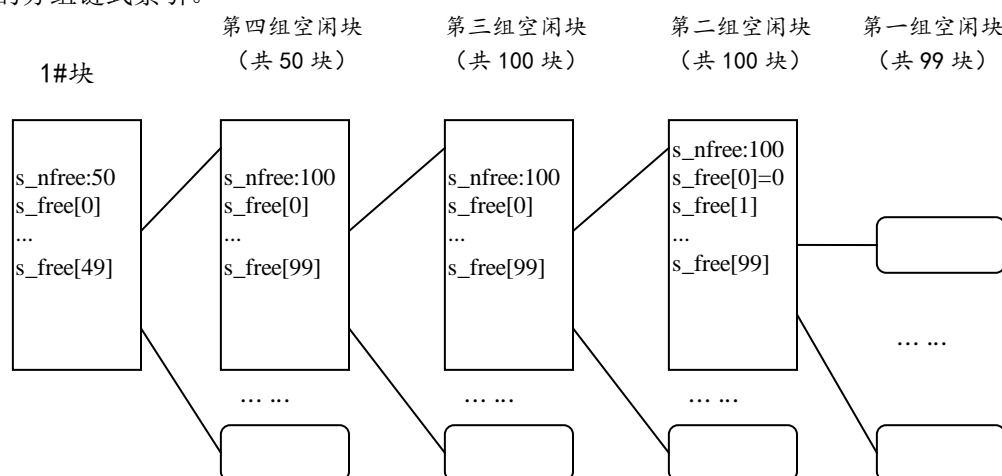 的分组链式索引。
第四组空闲块
(共 50 块)
第三组空闲块
(共 100 块)
第二组空闲块
(共 100 块)
第一组空闲块
(共 99 块)
1#块
s_nfree:50
s_free[0]
...
s_free[49]
s_nfree:100
s_free[0]
...
s_free[99]
s_nfree:100
s_free[0]
...
s_free[99]
s_nfree:100
s_free[0]=0
s_free[1]
...
s_free[99]
... ...
... ...
... ...
... ...